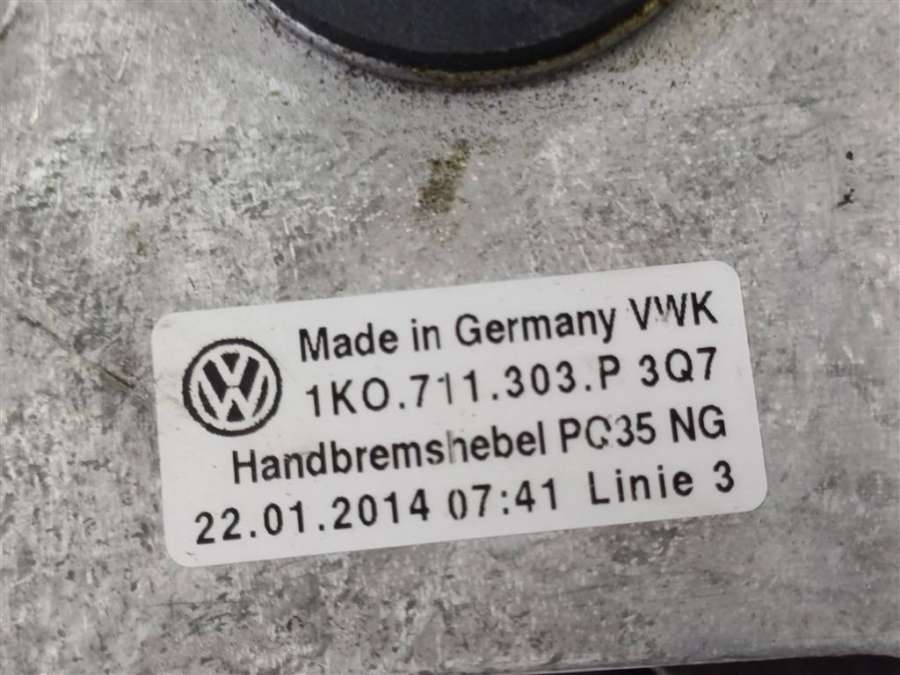 Made in Germany VWK
1K0.711.303.P 3Q7
Handbremshebel PQ35 NG
22.01.2014 07:41 Linie 3